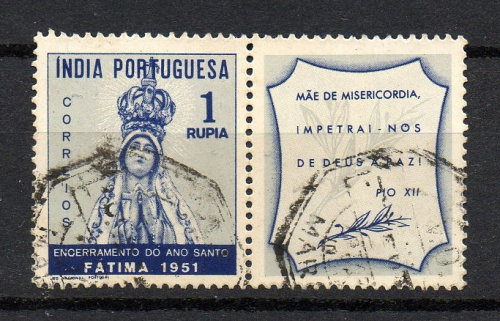 ÍNDIA PORTUGUESA
CORREIOS
1
RUPIA
ENCERRAMENTO DO ANO SANTO
FÁTIMA 1951
MÃE DE MISERICORDIA,
IMPETRAI-NOS
DE DEUS A PAZ!
PIO XII